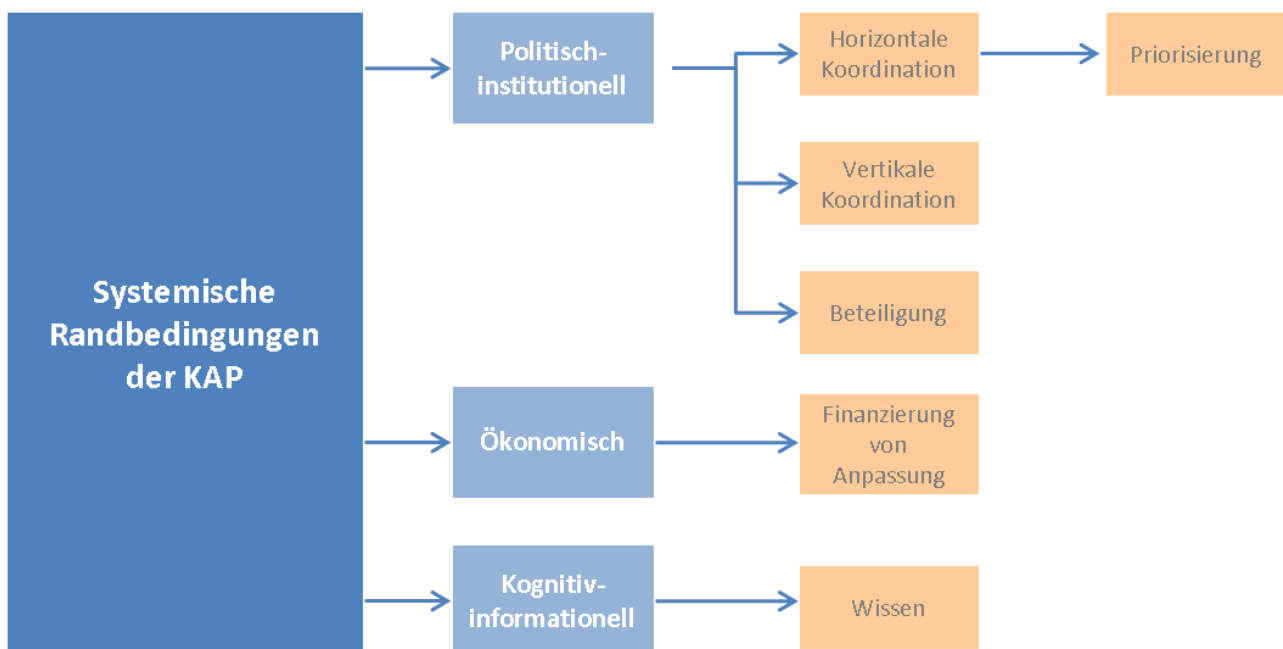 Systemische
Randbedingungen
der KAP
Politisch-
institutionell
Horizontale
Koordination
Priorisierung
Vertikale
Koordination
Beteiligung
Ökonomisch
Finanzierung
von
Anpassung
Kognitiv-
informationell
Wissen